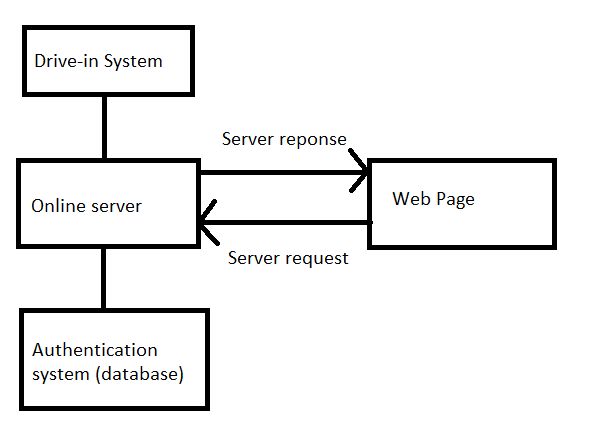 Drive-in System
Server reponse
Online server
Web Page
Server request
Authentication
system (database)